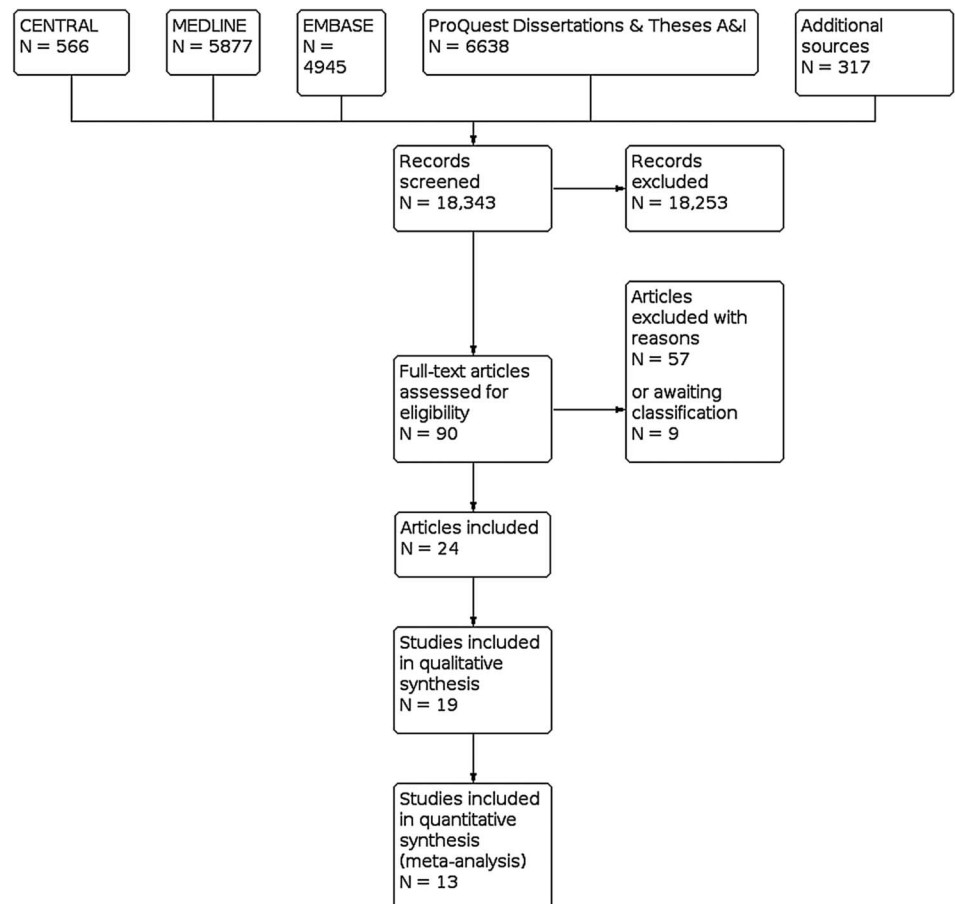 CENTRAL
N = 566
MEDLINE
N = 5877
EMBASE
N =
4945
ProQuest Dissertations & Theses A&I
N = 6638
Additional
sources
N = 317
Records
screened
N = 18,343
Records
excluded
N = 18,253
Articles
excluded with
reasons
N = 57
or awaiting
classification
N = 9
Full-text articles
assessed for
eligibility
N = 90
Articles included
N = 24
Studies included
in qualitative
synthesis
N = 19
Studies included
in quantitative
synthesis
(meta-analysis)
N = 13